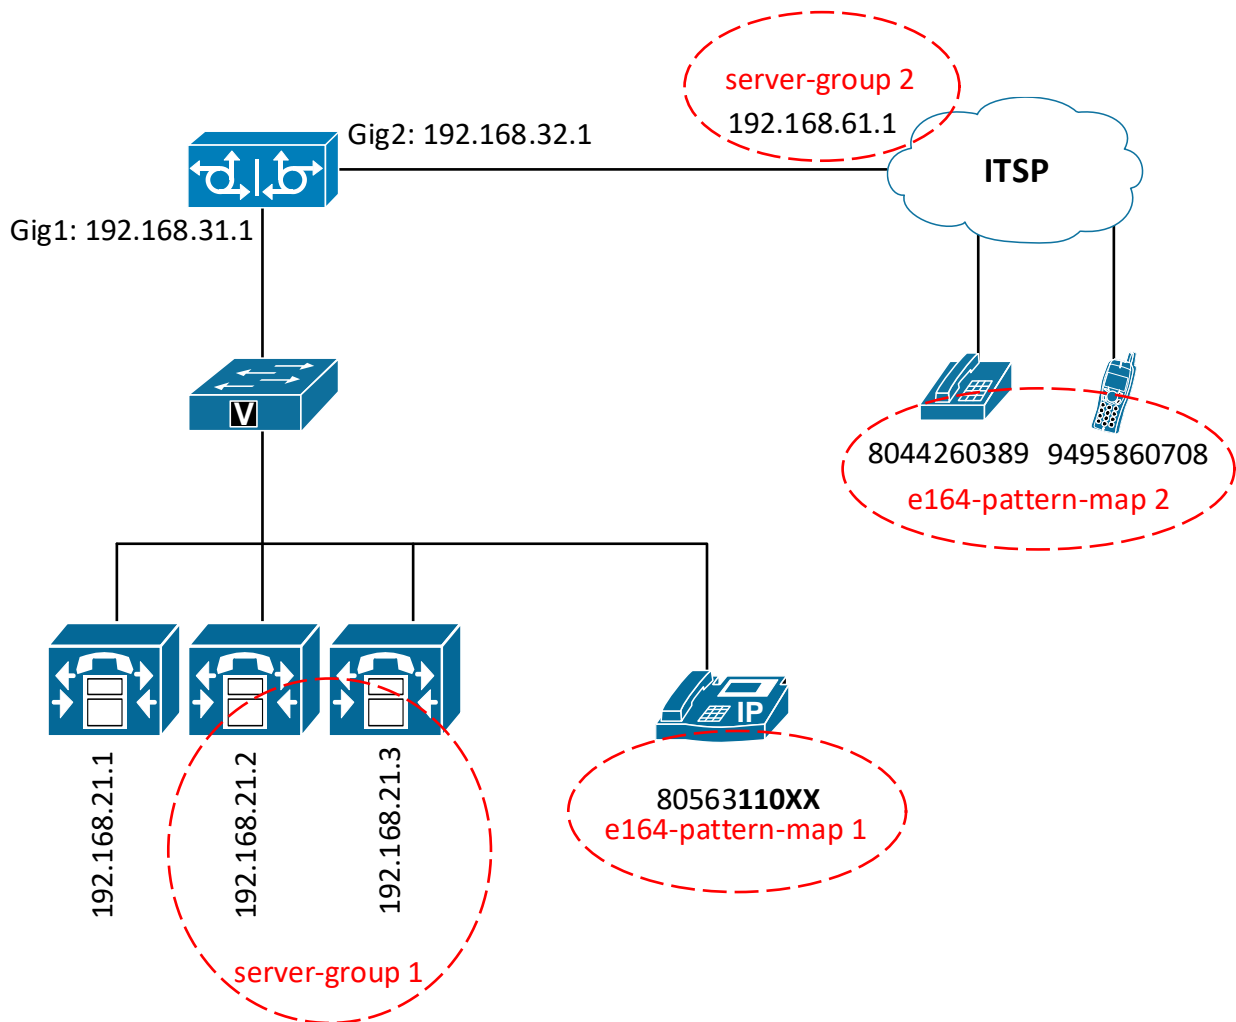 server-group 2
192.168.61.1
Gig2: 192.168.32.1
ITSP
Gig1: 192.168.31.1
V
8044260389 9495860708
e164-pattern-map 2
IP
192.168.21.1
192.168.21.2
192.168.21.3
80563110XX
e164-pattern-map 1
server-group 1